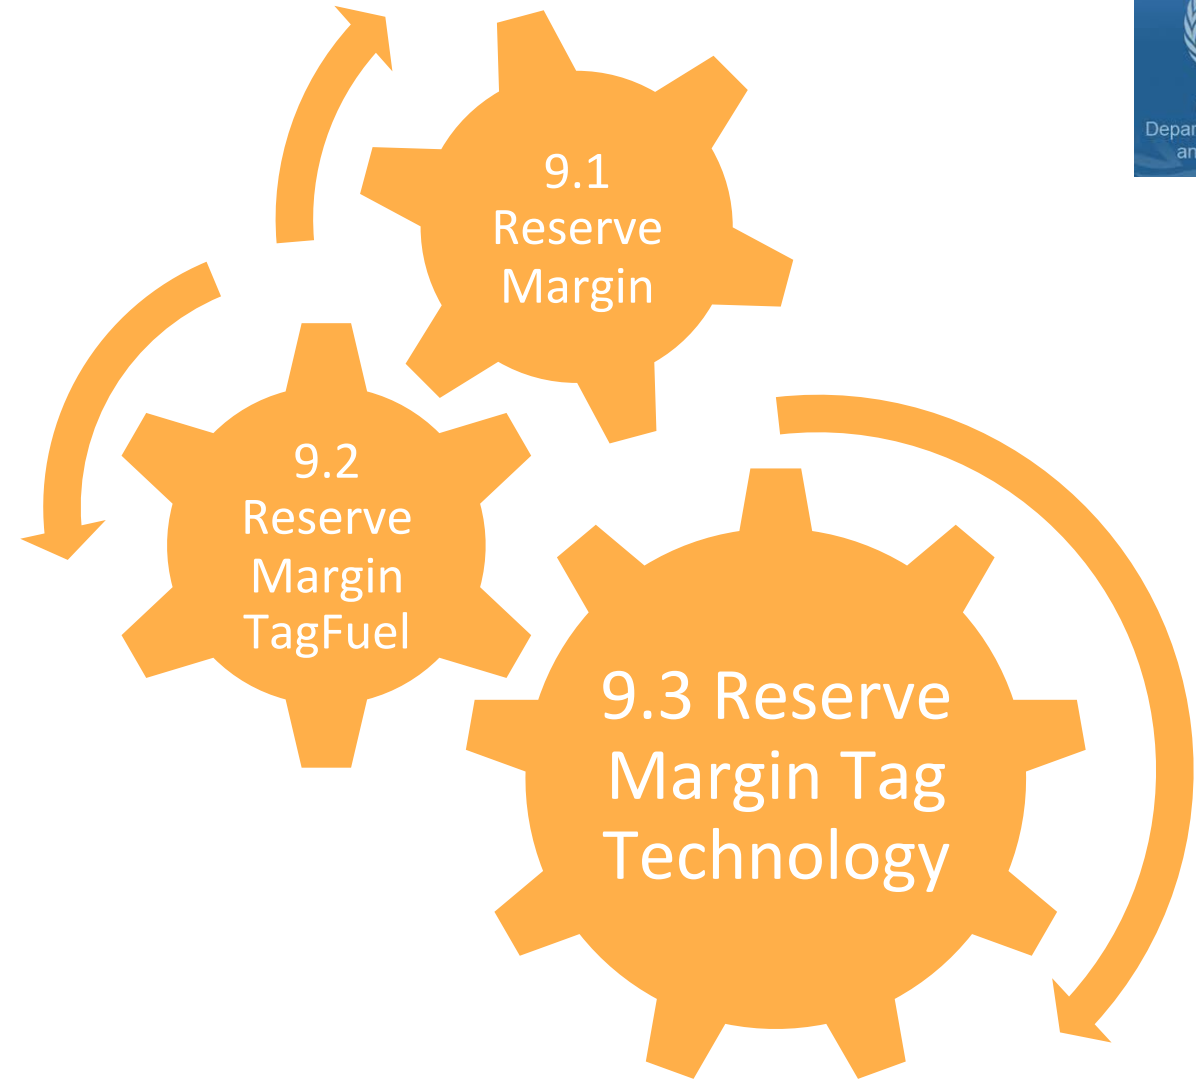 9.1
Reserve
Margin
9.2
Reserve
Margin
TagFuel
9.3 Reserve
Margin Tag
Technology